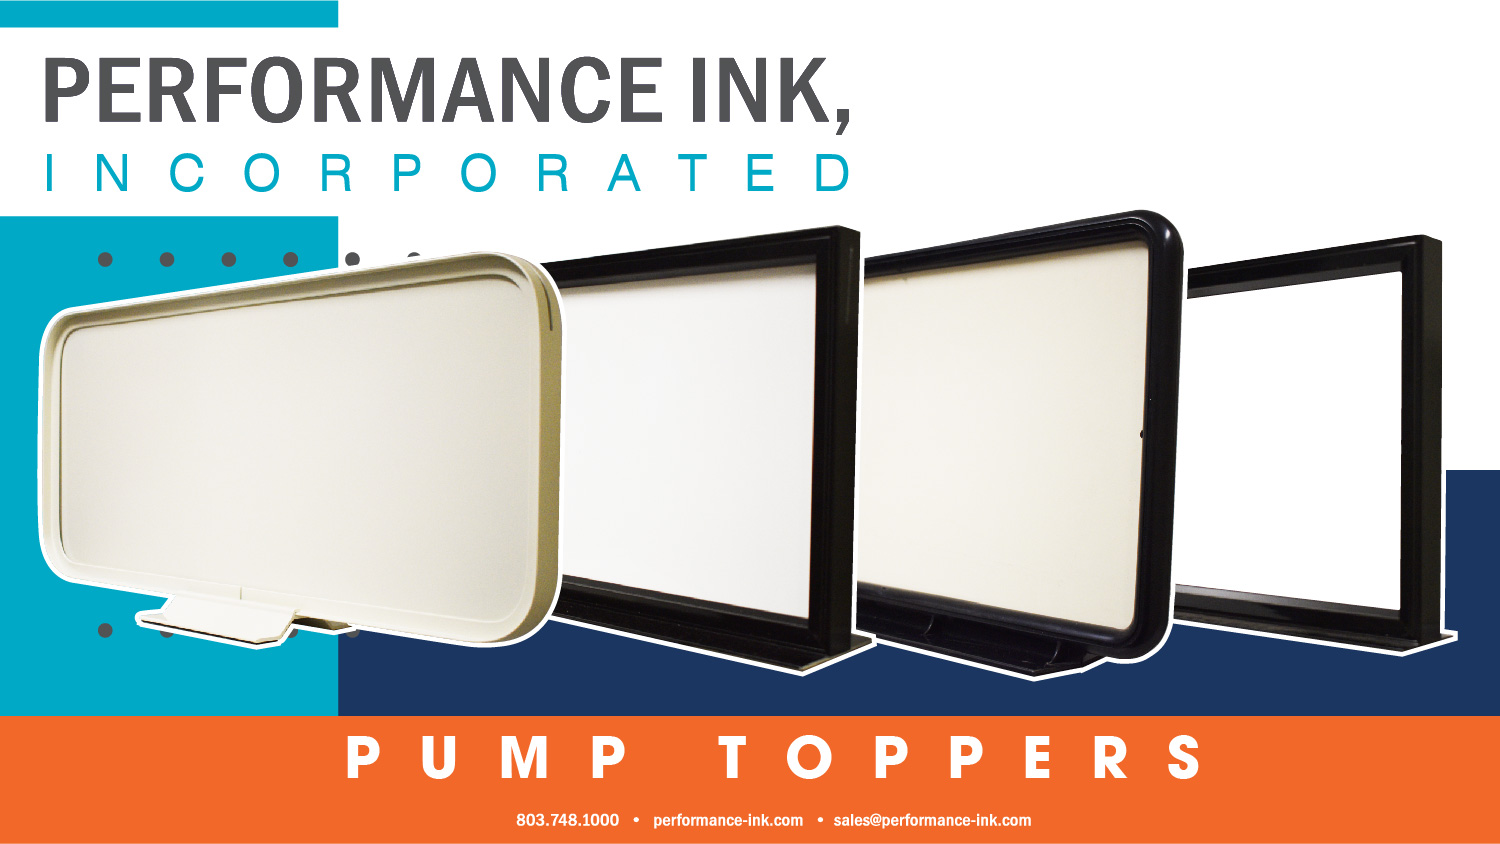 PERFORMANCE INK,
INCORPORATED
PUMP TOPPERS
803.748.1000 • performance-ink.com • sales@performance-ink.com